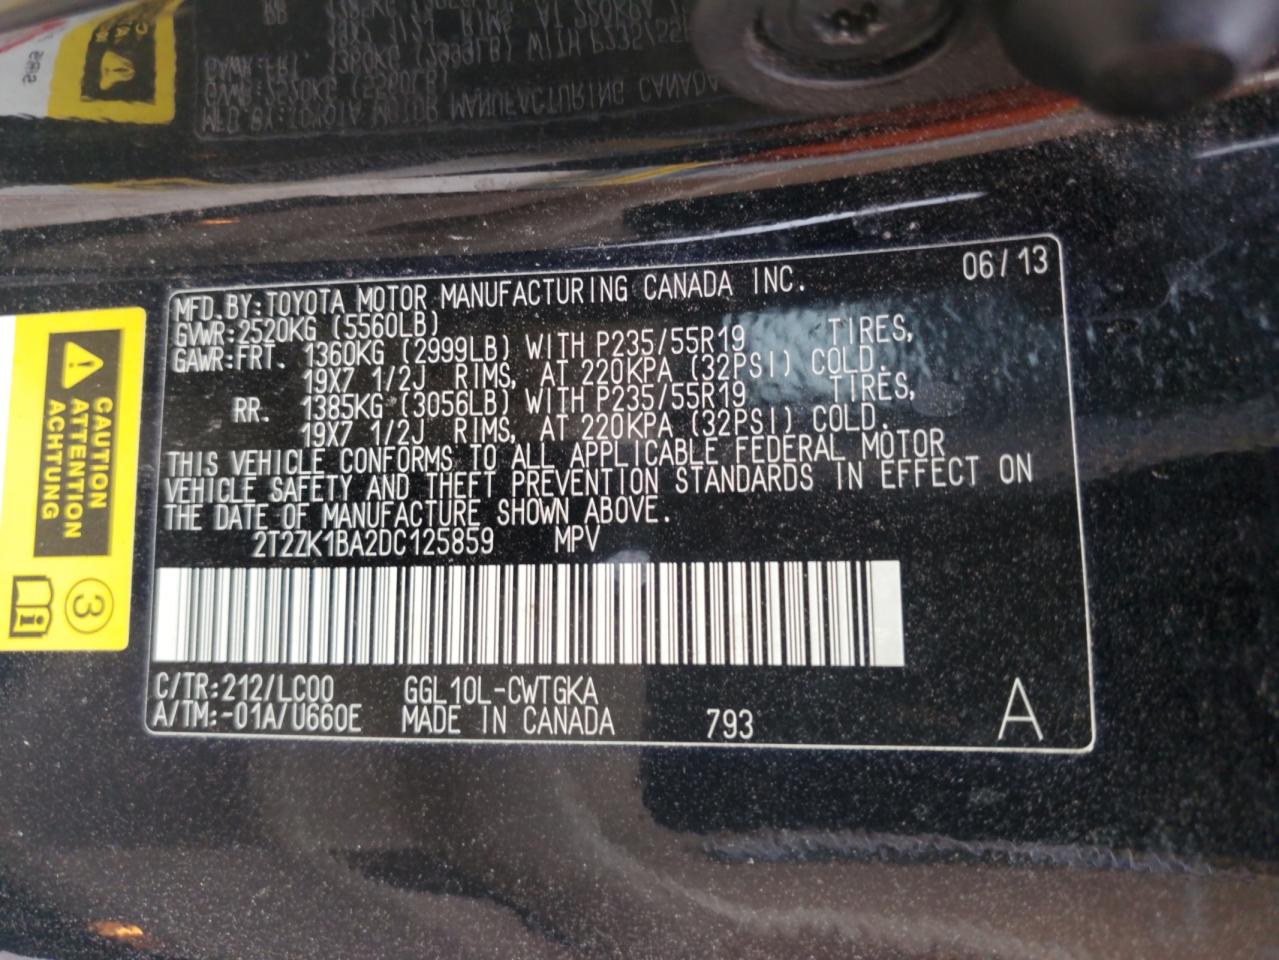 MFD.BY:TOYOTA MOTOR MANUFACTURING CANADA INC. 06/13
GVWR:2520KG (5560LB)
GAWR:FRT. 1360KG (2999LB) WITH P235/55R19 TIRES,
19X7 1/2J RIMS, AT 220KPA (32PSI) COLD.
RR. 1385KG (3056LB) WITH P235/55R19 TIRES,
19X7 1/2J RIMS, AT 220KPA (32PSI) COLD.
THIS VEHICLE CONFORMS TO ALL APPLICABLE FEDERAL MOTOR
VEHICLE SAFETY AND THEFT PREVENTION STANDARDS IN EFFECT ON
THE DATE OF MANUFACTURE SHOWN ABOVE.
2T2ZK1BA2DC125859 MPV
C/TR:212/LC00 GGL10L-CWTGKA
A/TM:-01A/U660E MADE IN CANADA 793 A
CAUTION
ATTENTION
ACHTUNG
3